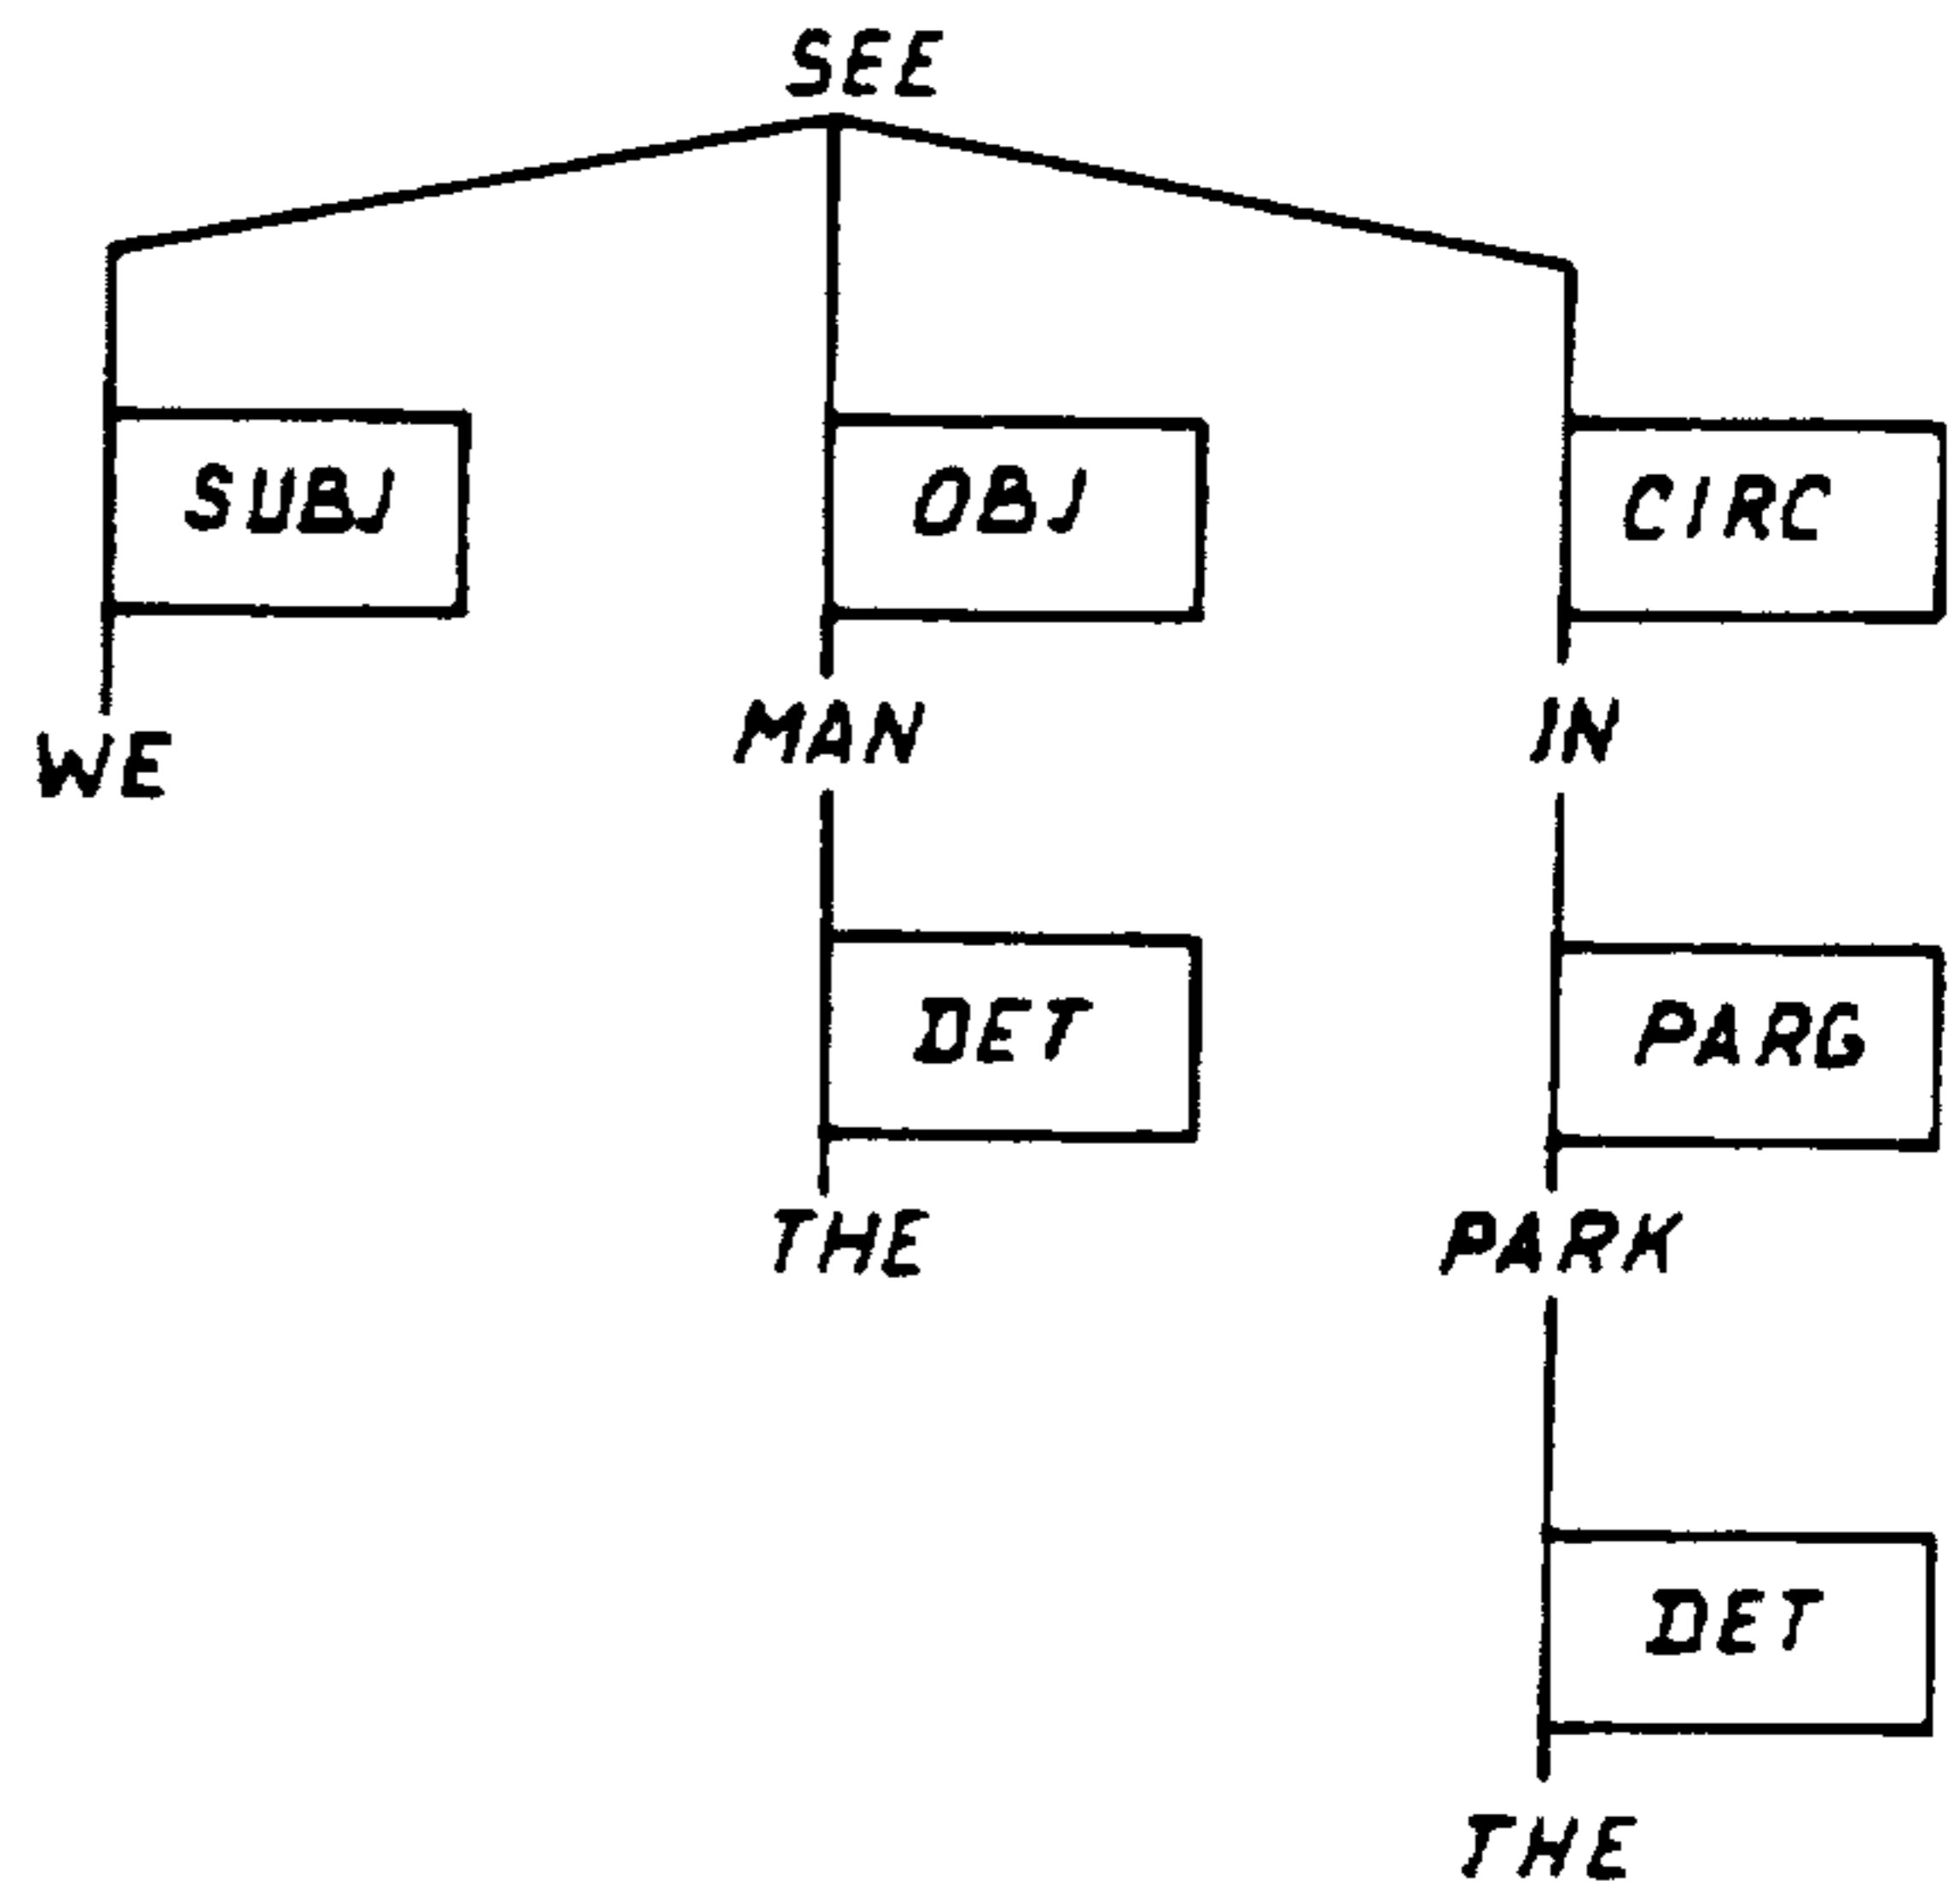 SEE
SUBJ OBJ CIRC
WE MAN IN
DET PARG
THE PARK
DET
THE